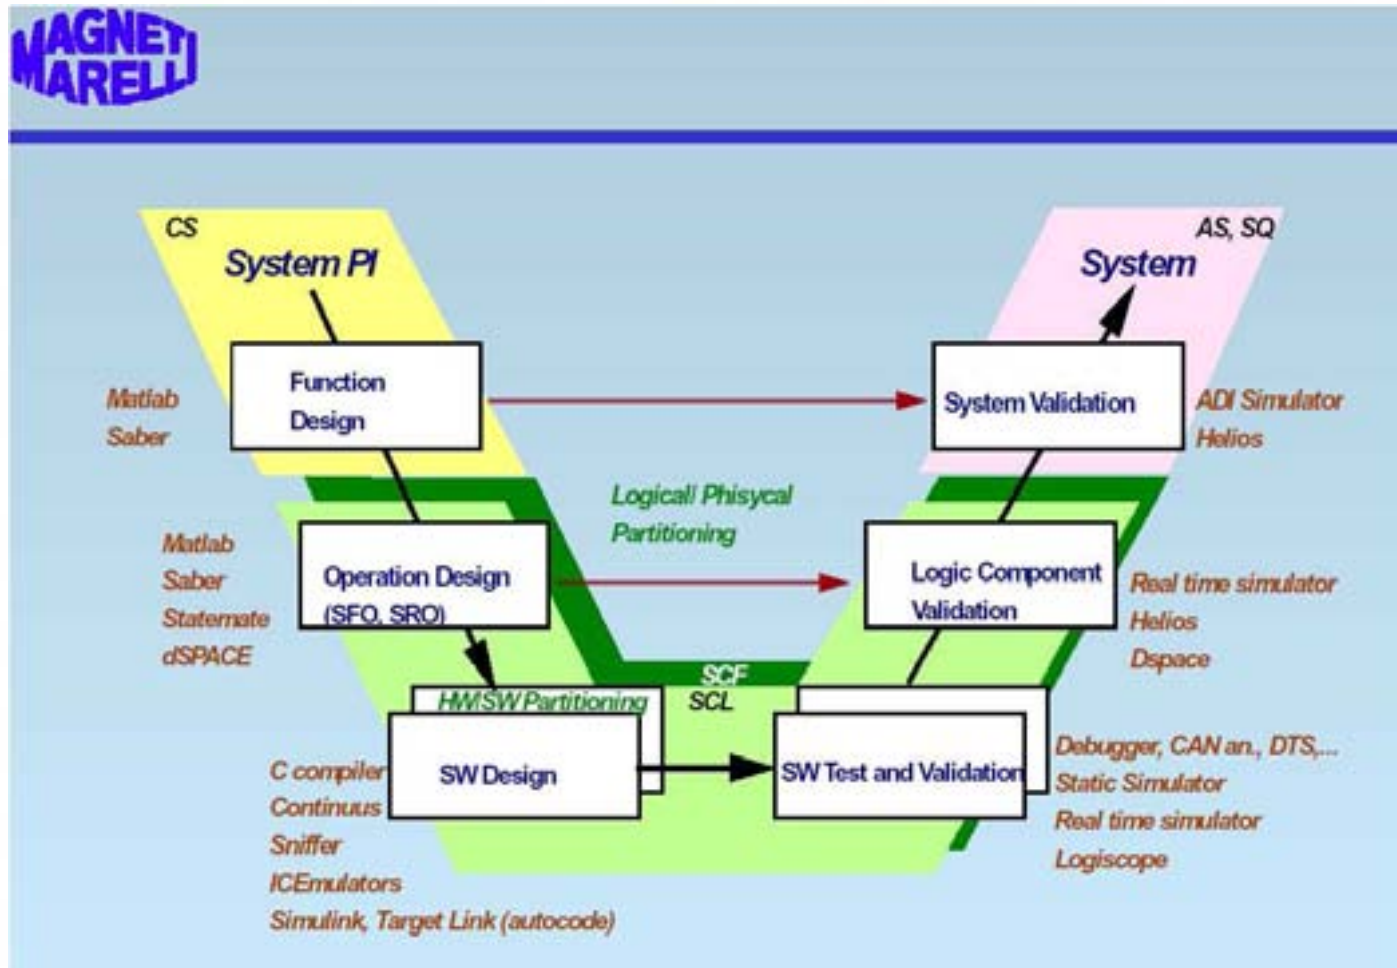 MAGNETI
MARELLI
CS
System PI
AS, SQ
System
Function
Design
System Validation
Matlab
Saber
ADI Simulator
Helios
Logical/ Phisycal
Partitioning
Matlab
Saber
Statemate
dSPACE
Operation Design
(SFO, SRO)
Logic Component
Validation
Real time simulator
Helios
Dspace
SCF
SCL
HW/SW Partitioning
SW Design
SW Test and Validation
C compiler
Continuus
Sniffer
ICEmulators
Simulink, Target Link (autocode)
Debugger, CAN an., DTS,...
Static Simulator
Real time simulator
Logiscope